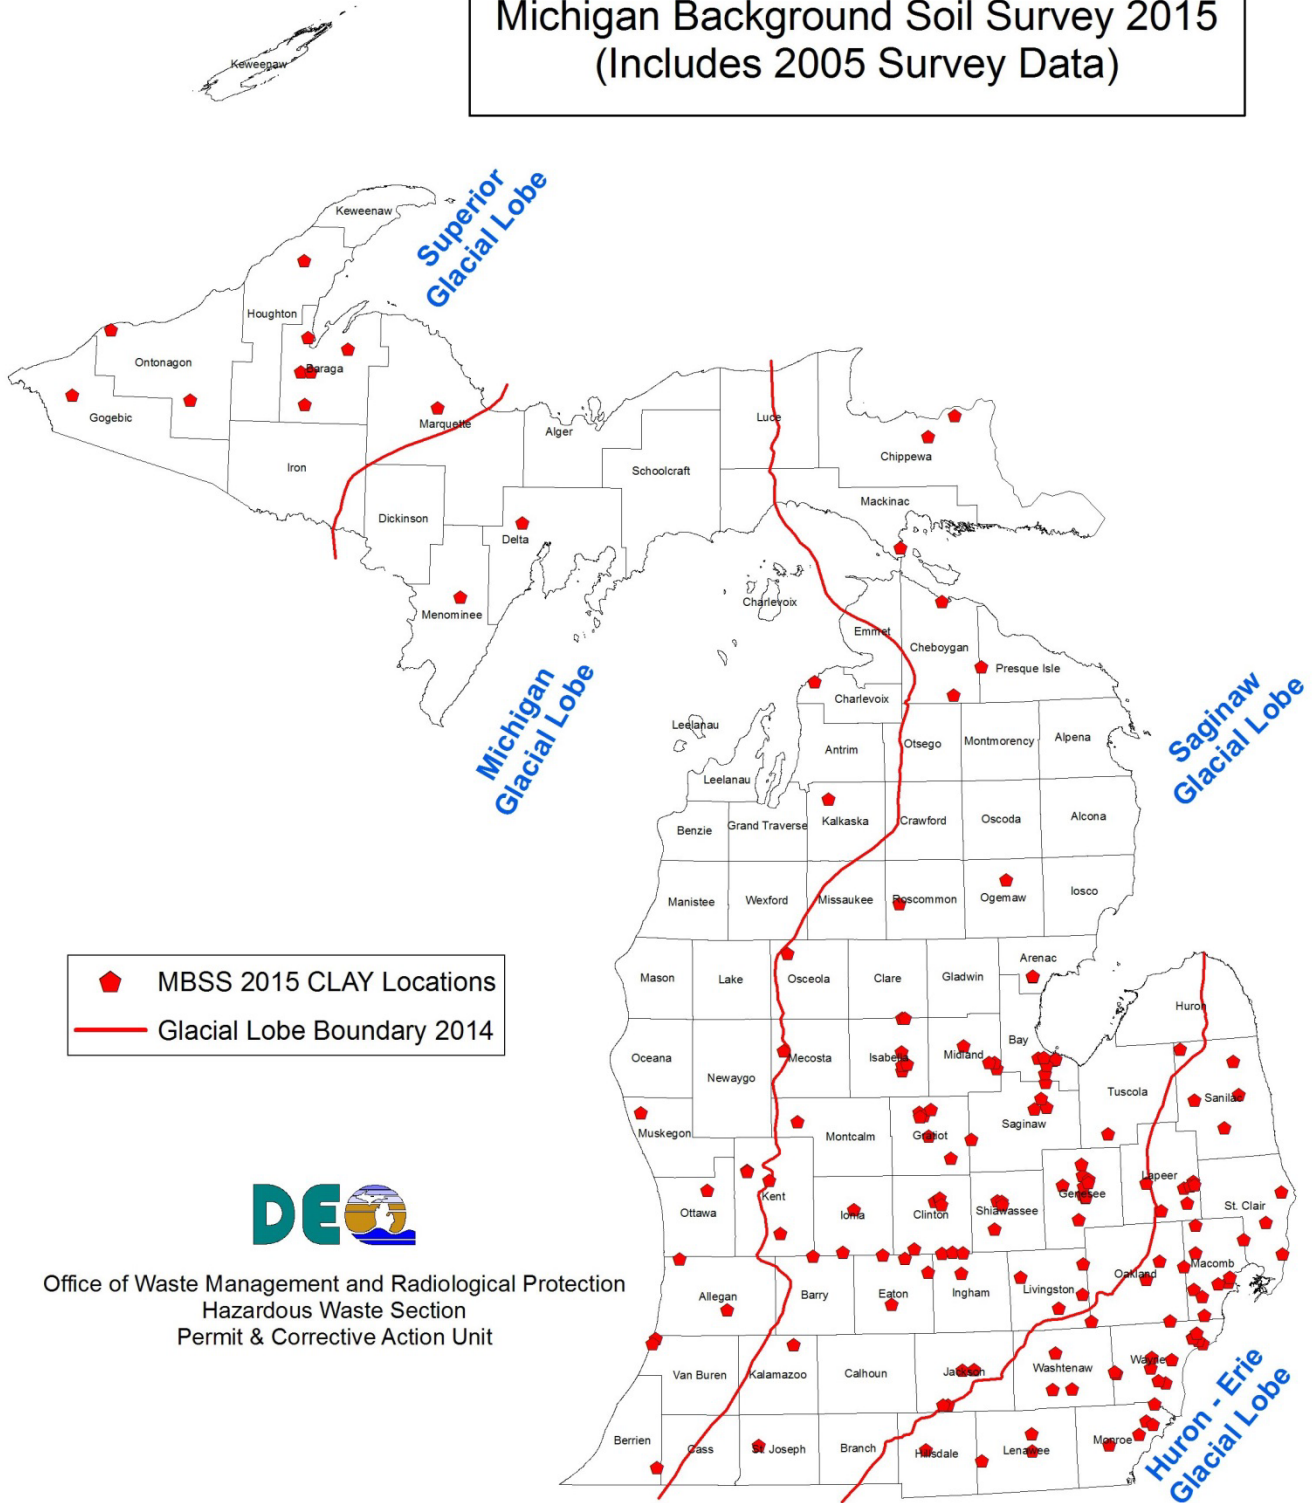 Michigan Background Soil Survey 2015
(Includes 2005 Survey Data)
Keweenaw
Keweenaw
Superior
Glacial Lobe
Houghton
Ontonagon
Baraga
Gogebic
Marquette
Iron
Dickinson
Alger
Luce
Schoolcraft
Chippewa
Mackinac
Delta
Menominee
Michigan
Glacial Lobe
Charlevoix
Emmet
Cheboygan
Presque Isle
Charlevoix
Leelanau
Saginaw
Glacial Lobe
Antrim
Otsego
Montmorency
Alpena
Leelanau
Benzie
Grand Traverse
Kalkaska
Crawford
Oscoda
Alcona
Manistee
Wexford
Missaukee
Roscommon
Ogemaw
Iosco
Mason
Lake
Osceola
Clare
Gladwin
Arenac
Huron
MBSS 2015 CLAY Locations
Glacial Lobe Boundary 2014
Oceana
Newaygo
Mecosta
Isabella
Midland
Bay
Tuscola
Sanilac
Muskegon
Montcalm
Gratiot
Saginaw
Ottawa
Kent
Ionia
Clinton
Shiawassee
Genesee
Lapeer
St. Clair
DEQ
Office of Waste Management and Radiological Protection
Hazardous Waste Section
Permit & Corrective Action Unit
Allegan
Barry
Eaton
Ingham
Livingston
Oakland
Macomb
Van Buren
Kalamazoo
Calhoun
Jackson
Washtenaw
Wayne
Berrien
Cass
St. Joseph
Branch
Hillsdale
Lenawee
Monroe
Huron - Erie
Glacial Lobe